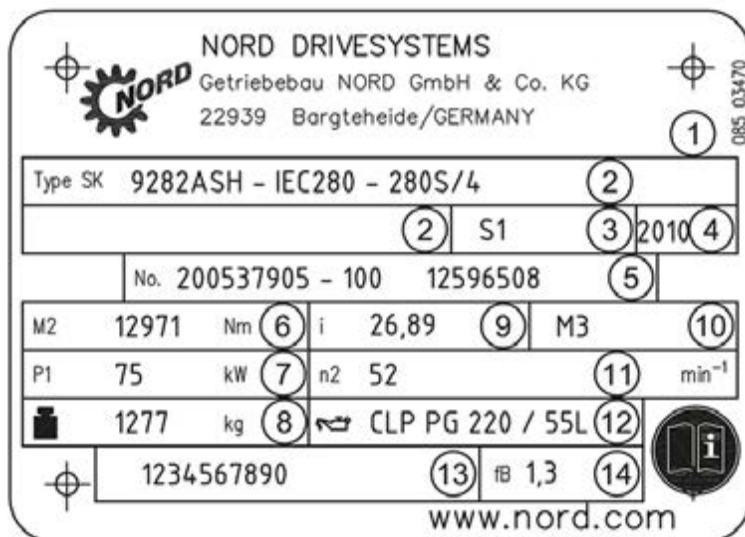 NORD DRIVESYSTEMS
NORD
Getriebebau NORD GmbH & Co. KG
22939 Bargteheide/GERMANY
085 03470
1
Type SK 9282ASH - IEC280 - 280S/4 2
2 S1 3 2010 4
No. 200537905 - 100 12596508 5
M2 12971 Nm 6 i 26,89 9 M3 10
P1 75 kW 7 n2 52 11 min⁻¹
1277 kg 8 CLP PG 220 / 55L 12
i
1234567890 13 fB 1,3 14
www.nord.com